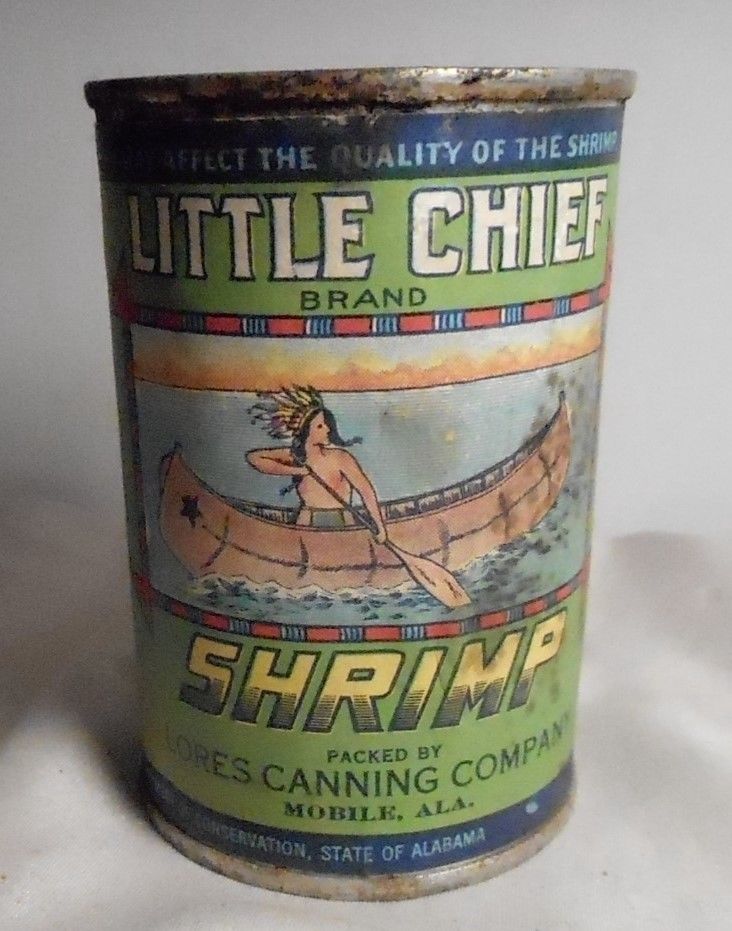 AFFECT THE QUALITY OF THE SHRIMP
LITTLE CHIEF
BRAND
SHRIMP
PACKED BY
LORES CANNING COMPANY
MOBILE, ALA.
CONSERVATION, STATE OF ALABAMA